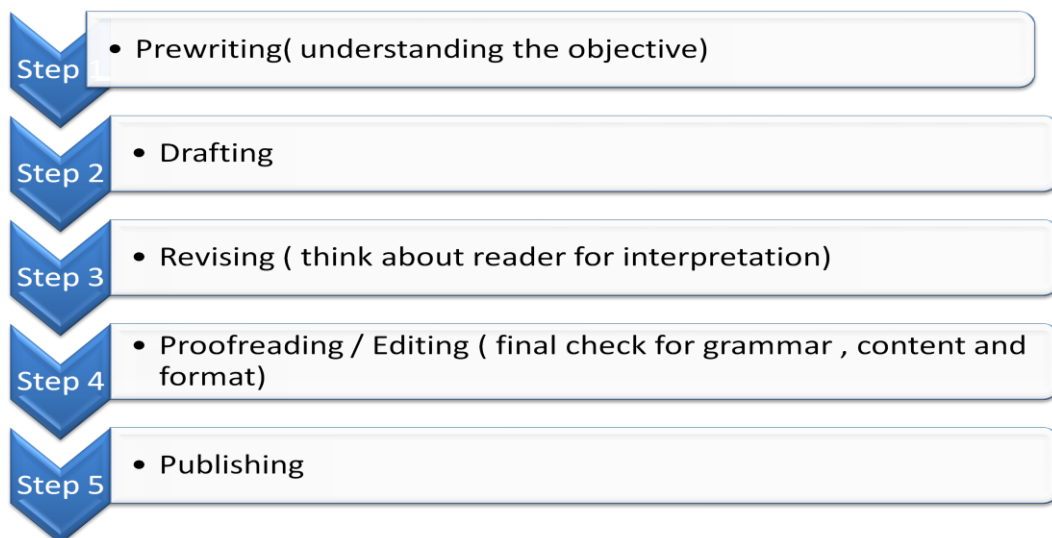 Step 1
• Prewriting( understanding the objective)
Step 2
• Drafting
Step 3
• Revising ( think about reader for interpretation)
Step 4
• Proofreading / Editing ( final check for grammar , content and
format)
Step 5
• Publishing